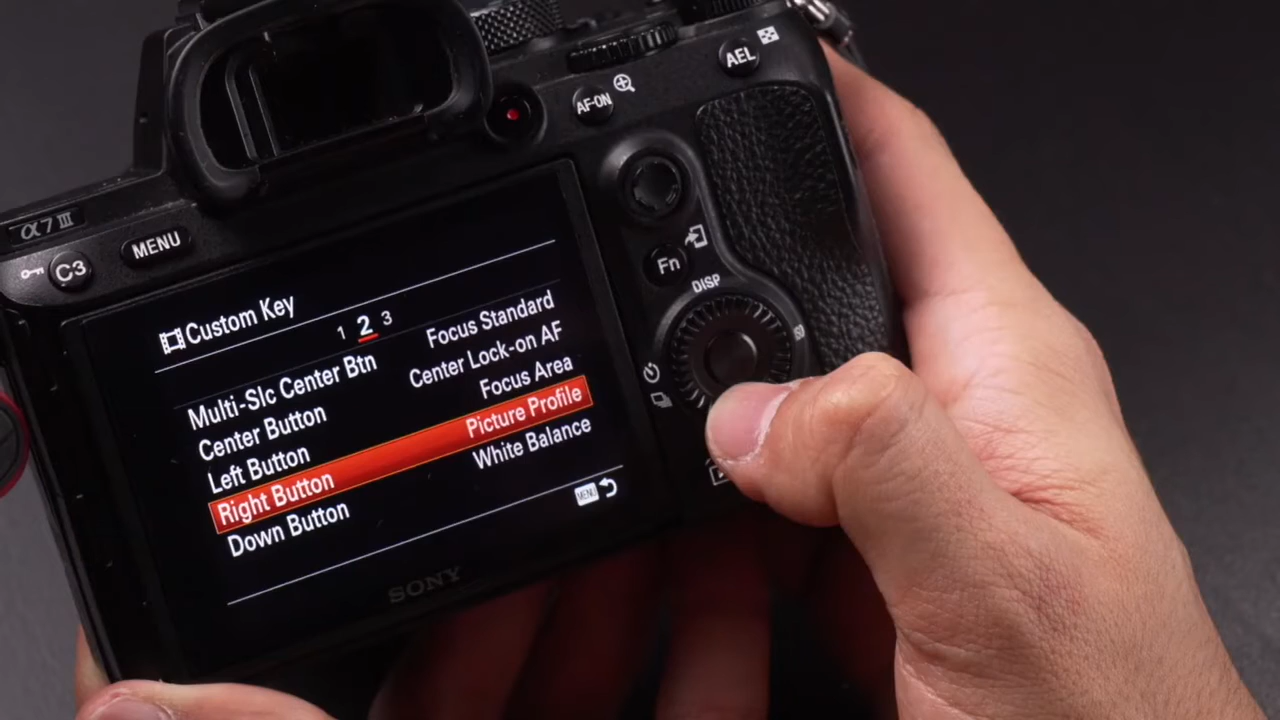 AEL
AF-ON
α7 III
MENU
C3
Fn
DISP
Custom Key
1 2 3
Multi-Slc Center Btn Focus Standard
Center Button Center Lock-on AF
Left Button Focus Area
Right Button Picture Profile
Down Button White Balance
MENU
SONY